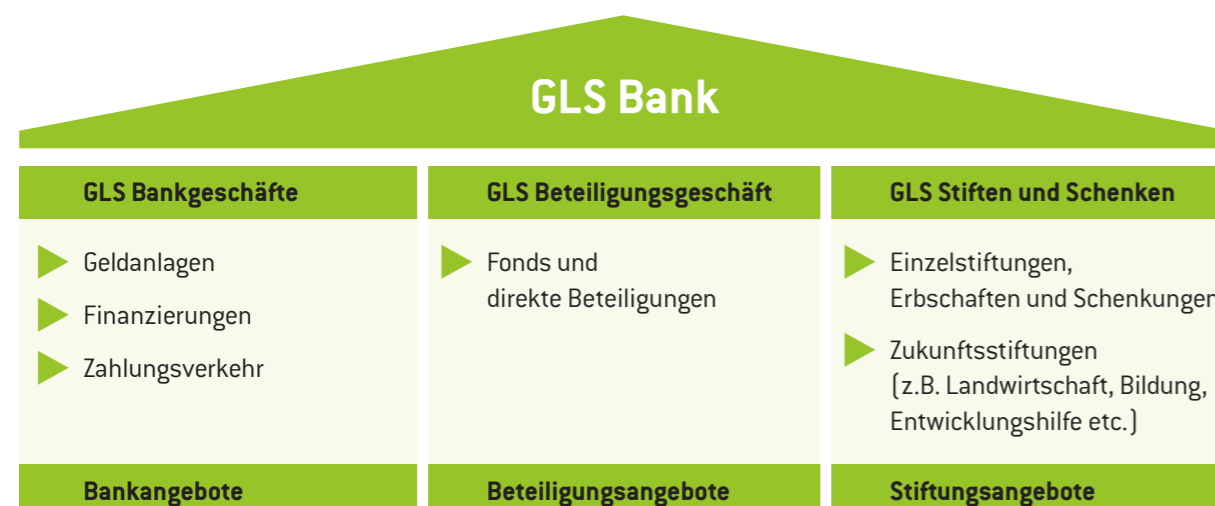 GLS Bank
GLS Bankgeschäfte
Geldanlagen
Finanzierungen
Zahlungsverkehr
Bankangebote
GLS Beteiligungsgeschäft
Fonds und
direkte Beteiligungen
Beteiligungsangebote
GLS Stiften und Schenken
Einzelstiftungen,
Erbschaften und Schenkungen
Zukunftsstiftungen
(z.B. Landwirtschaft, Bildung,
Entwicklungshilfe etc.)
Stiftungsangebote